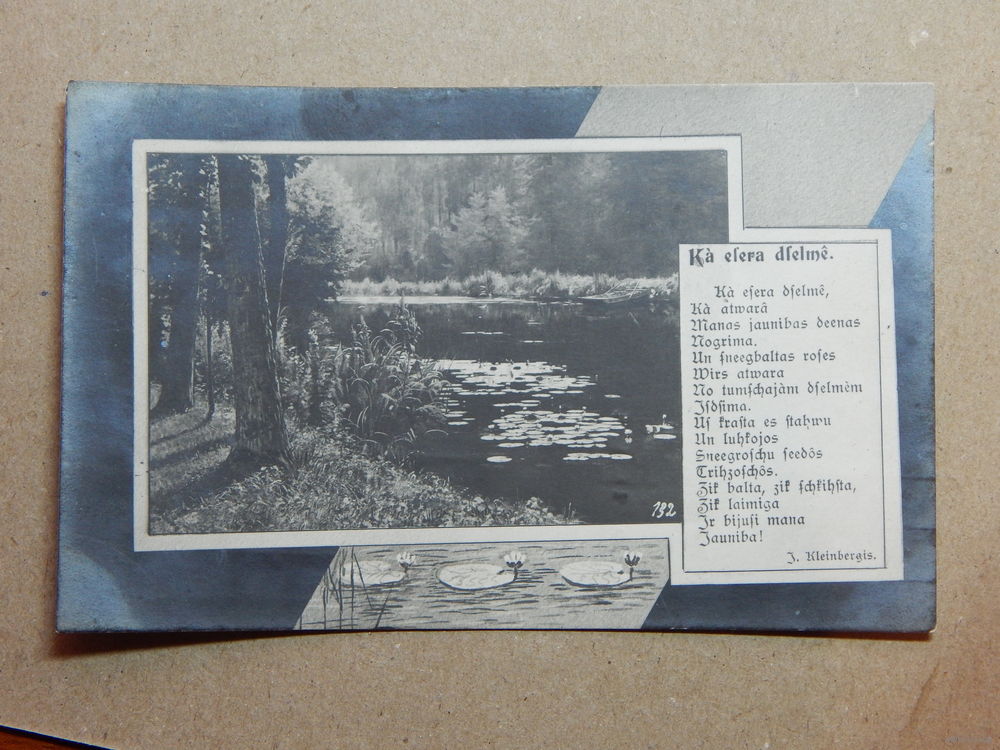 Kà eſera dſelmê.
Kà eſera dſelmê,
Kà atwarâ
Manas jaunibas deenas
Nogrima.
Un ſneegbaltas roſes
Wirs atwara
No tumſchajàm dſelmèm
Iſdſima.
Uſ kraſta es ſtahwu
Un luhkojos
Sneegroſchu ſeedôs
Trihzoſchôs.
Zik balta, zik ſchkihſta,
Zik laimiga
Ir bijuſi mana
Jauniba!
J. Kleinbergis.
132